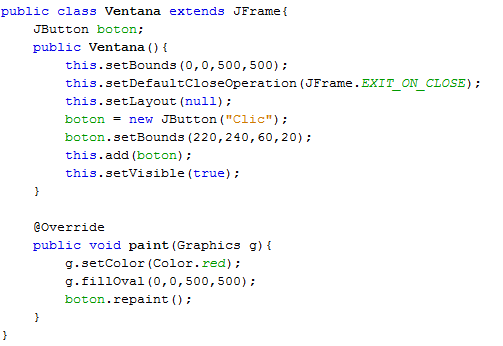 public class Ventana extends JFrame{
    JButton boton;
    public Ventana(){
        this.setBounds(0,0,500,500);
        this.setDefaultCloseOperation(JFrame.EXIT_ON_CLOSE);
        this.setLayout(null);
        boton = new JButton("Clic");
        boton.setBounds(220,240,60,20);
        this.add(boton);
        this.setVisible(true);
    }

    @Override
    public void paint(Graphics g){
        g.setColor(Color.red);
        g.fillOval(0,0,500,500);
        boton.repaint();
    }
}